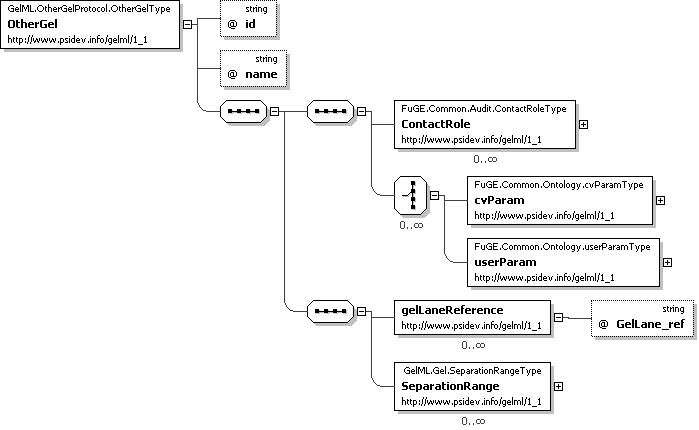 GelML.OtherGelProtocol.OtherGelType
OtherGel
http://www.psidev.info/gelml/1_1
string
@ id
string
@ name
FuGE.Common.Audit.ContactRoleType
ContactRole
http://www.psidev.info/gelml/1_1
0..∞
0..∞
FuGE.Common.Ontology.cvParamType
cvParam
http://www.psidev.info/gelml/1_1
FuGE.Common.Ontology.userParamType
userParam
http://www.psidev.info/gelml/1_1
gelLaneReference
http://www.psidev.info/gelml/1_1
0..∞
string
@ GelLane_ref
GelML.Gel.SeparationRangeType
SeparationRange
http://www.psidev.info/gelml/1_1
0..∞